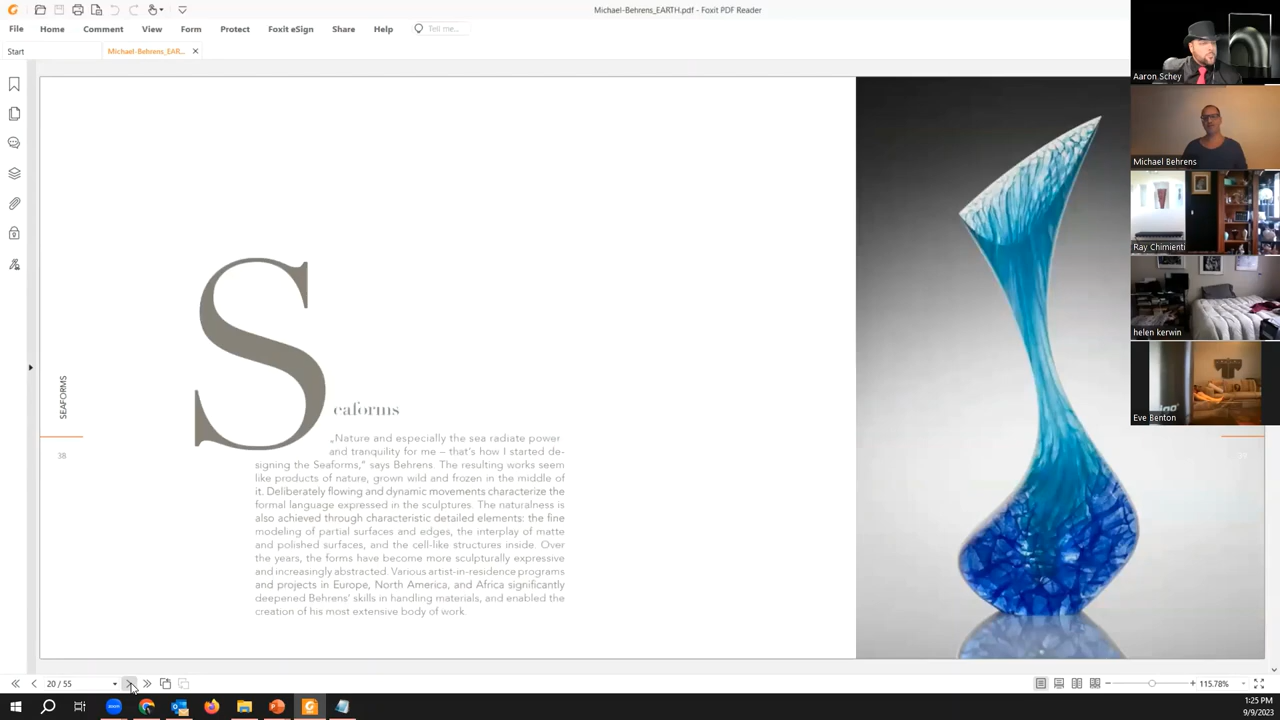 Michael-Behrens_EARTH.pdf - Foxit PDF Reader
File Home Comment View Form Protect Foxit eSign Share Help Tell me...
Start Michael-Behrens_EAR...
Aaron Schey
Michael Behrens
Ray Chimienti
helen kerwin
Eve Benton
SEAFORMS
38
Seaforms
„Nature and especially the sea radiate power
and tranquility for me – that's how I started de-
signing the Seaforms," says Behrens. The resulting works seem
like products of nature, grown wild and frozen in the middle of
it. Deliberately flowing and dynamic movements characterize the
formal language expressed in the sculptures. The naturalness is
also achieved through characteristic detailed elements: the fine
modeling of partial surfaces and edges, the interplay of matte
and polished surfaces, and the cell-like structures inside. Over
the years, the forms have become more sculpturally expressive
and increasingly abstracted. Various artist-in-residence programs
and projects in Europe, North America, and Africa significantly
deepened Behrens' skills in handling materials, and enabled the
creation of his most extensive body of work.
20 / 55
115.78%
1:25 PM
9/9/2023